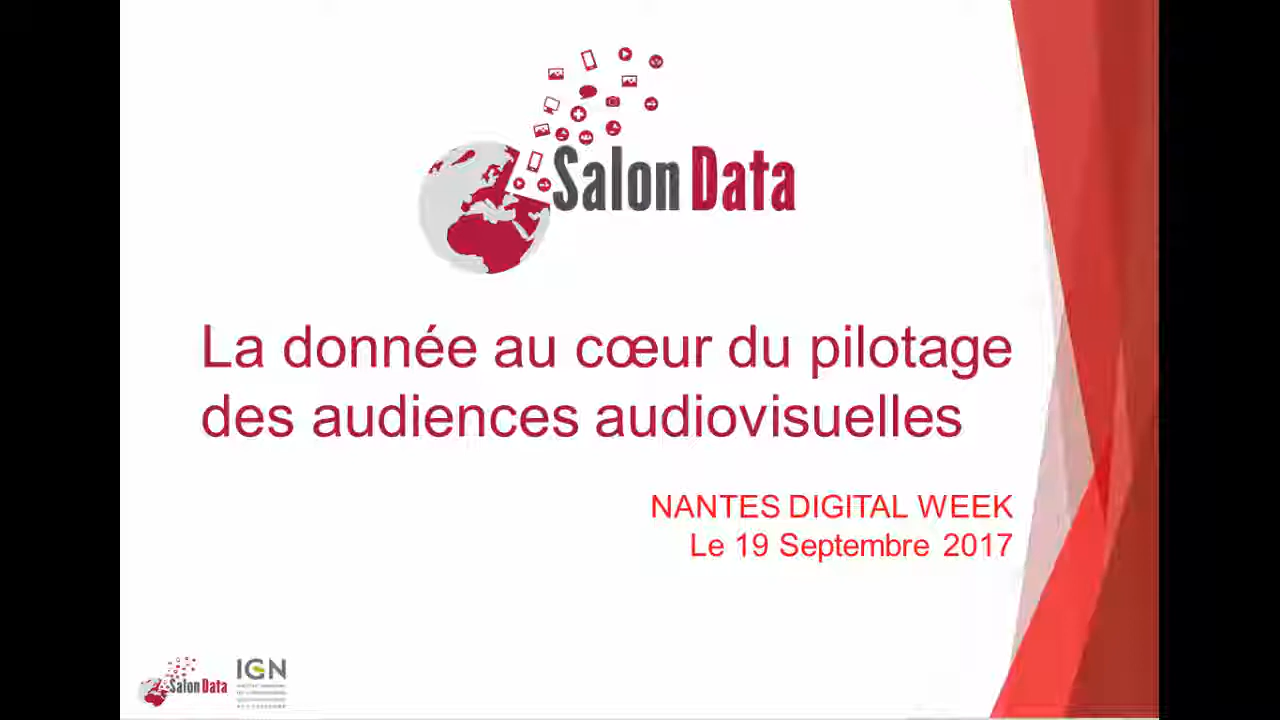 Salon Data
La donnée au cœur du pilotage
des audiences audiovisuelles
NANTES DIGITAL WEEK
Le 19 Septembre 2017
Salon Data
IGN